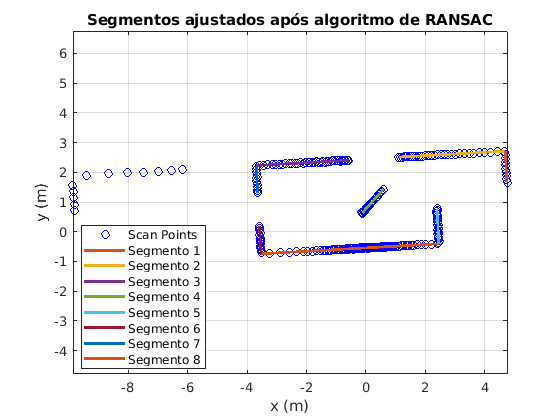 Segmentos ajustados após algoritmo de RANSAC
y (m)
6
5
4
3
2
1
0
-1
-2
-3
-4
Scan Points
Segmento 1
Segmento 2
Segmento 3
Segmento 4
Segmento 5
Segmento 6
Segmento 7
Segmento 8
-8 -6 -4 -2 0 2 4
x (m)